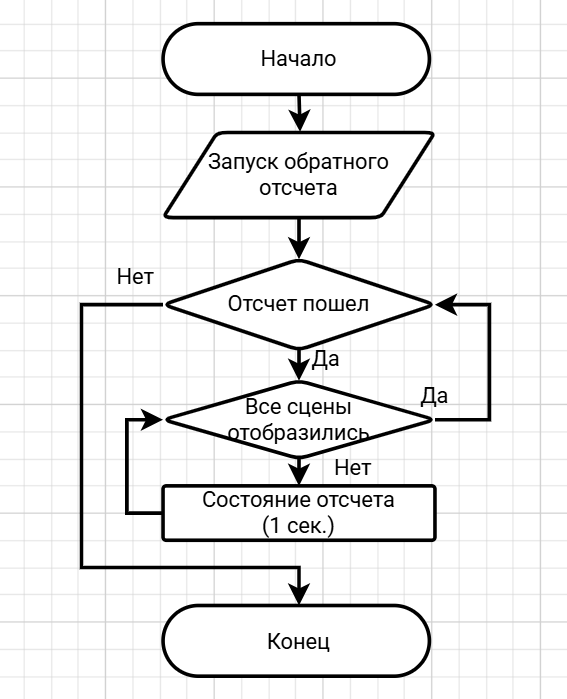 Начало
Запуск обратного
отсчета
Нет
Отсчет пошел
Да
Все сцены
отобразились
Да
Нет
Состояние отсчета
(1 сек.)
Конец